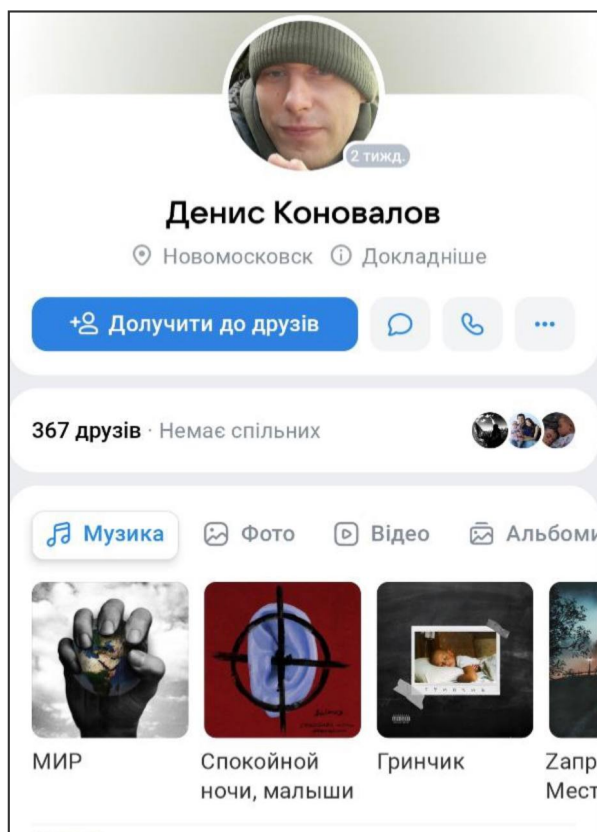 2 тижд.
Денис Коновалов
Новомосковск Докладніше
Долучити до друзів
367 друзів · Немає спільних
Музика Фото Відео Альбоми
МИР
Спокойной
ночи, малыши
Гринчик
Zапр
Мест